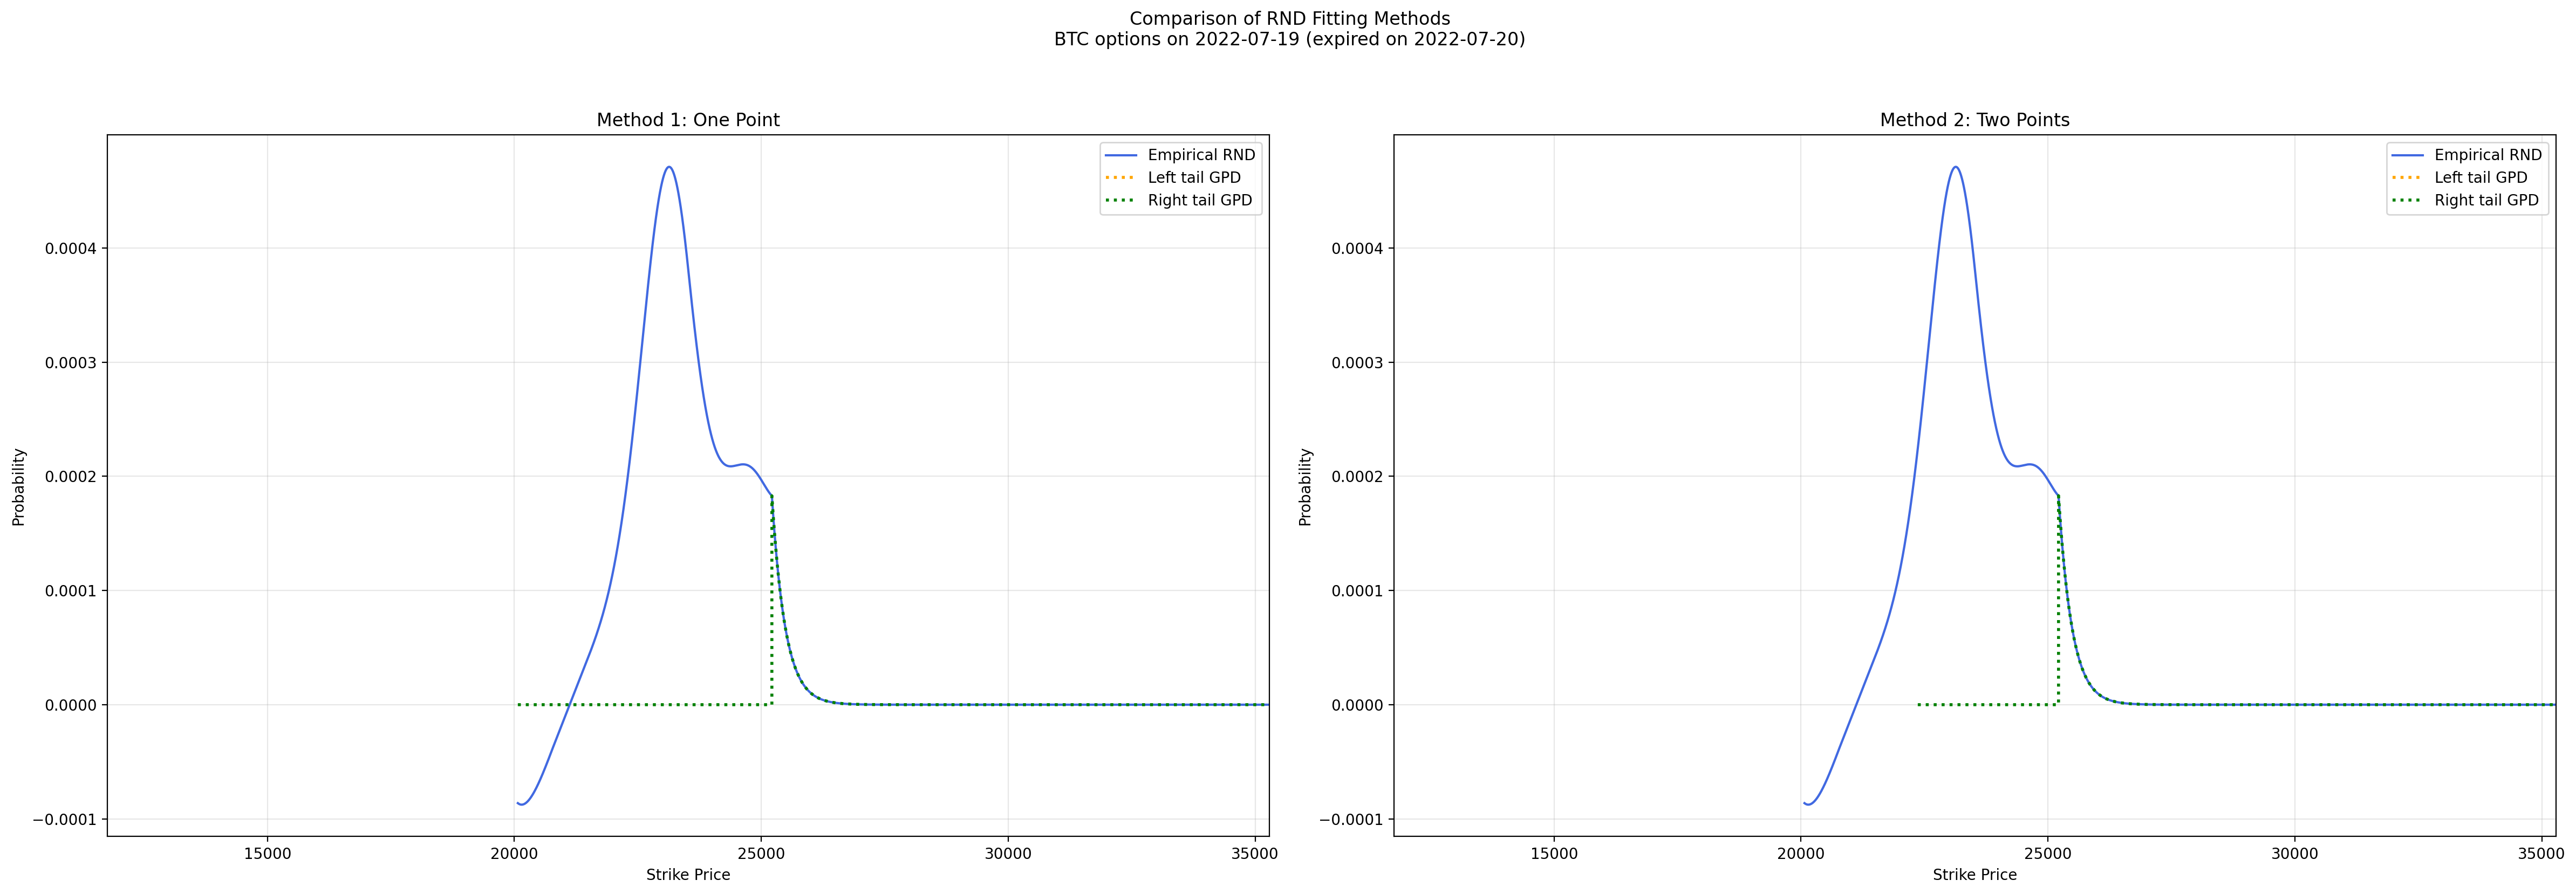 Comparison of RND Fitting Methods
BTC options on 2022-07-19 (expired on 2022-07-20)
Method 1: One Point
Empirical RND
Left tail GPD
Right tail GPD
0.0004
0.0003
0.0002
0.0001
0.0000
−0.0001
Probability
15000
20000
25000
30000
35000
Strike Price
Method 2: Two Points
Empirical RND
Left tail GPD
Right tail GPD
0.0004
0.0003
0.0002
0.0001
0.0000
−0.0001
Probability
15000
20000
25000
30000
35000
Strike Price